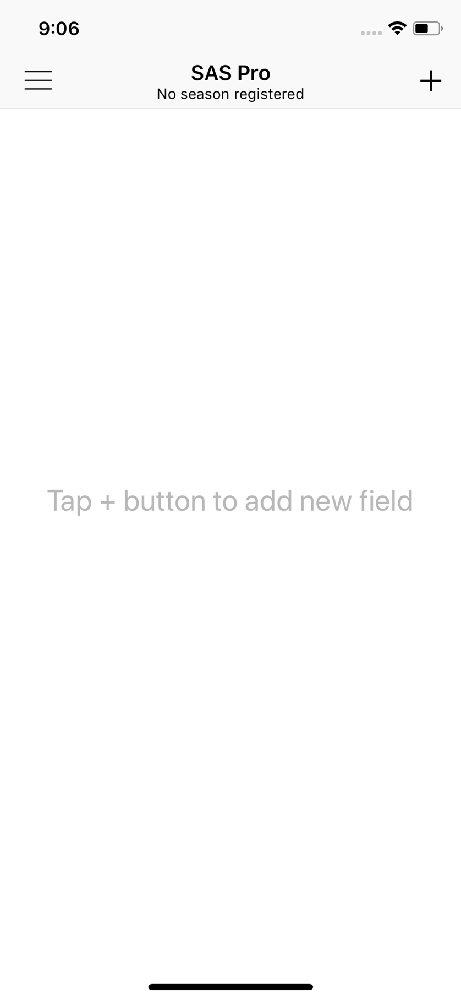 9:06
SAS Pro
No season registered
Tap + button to add new field